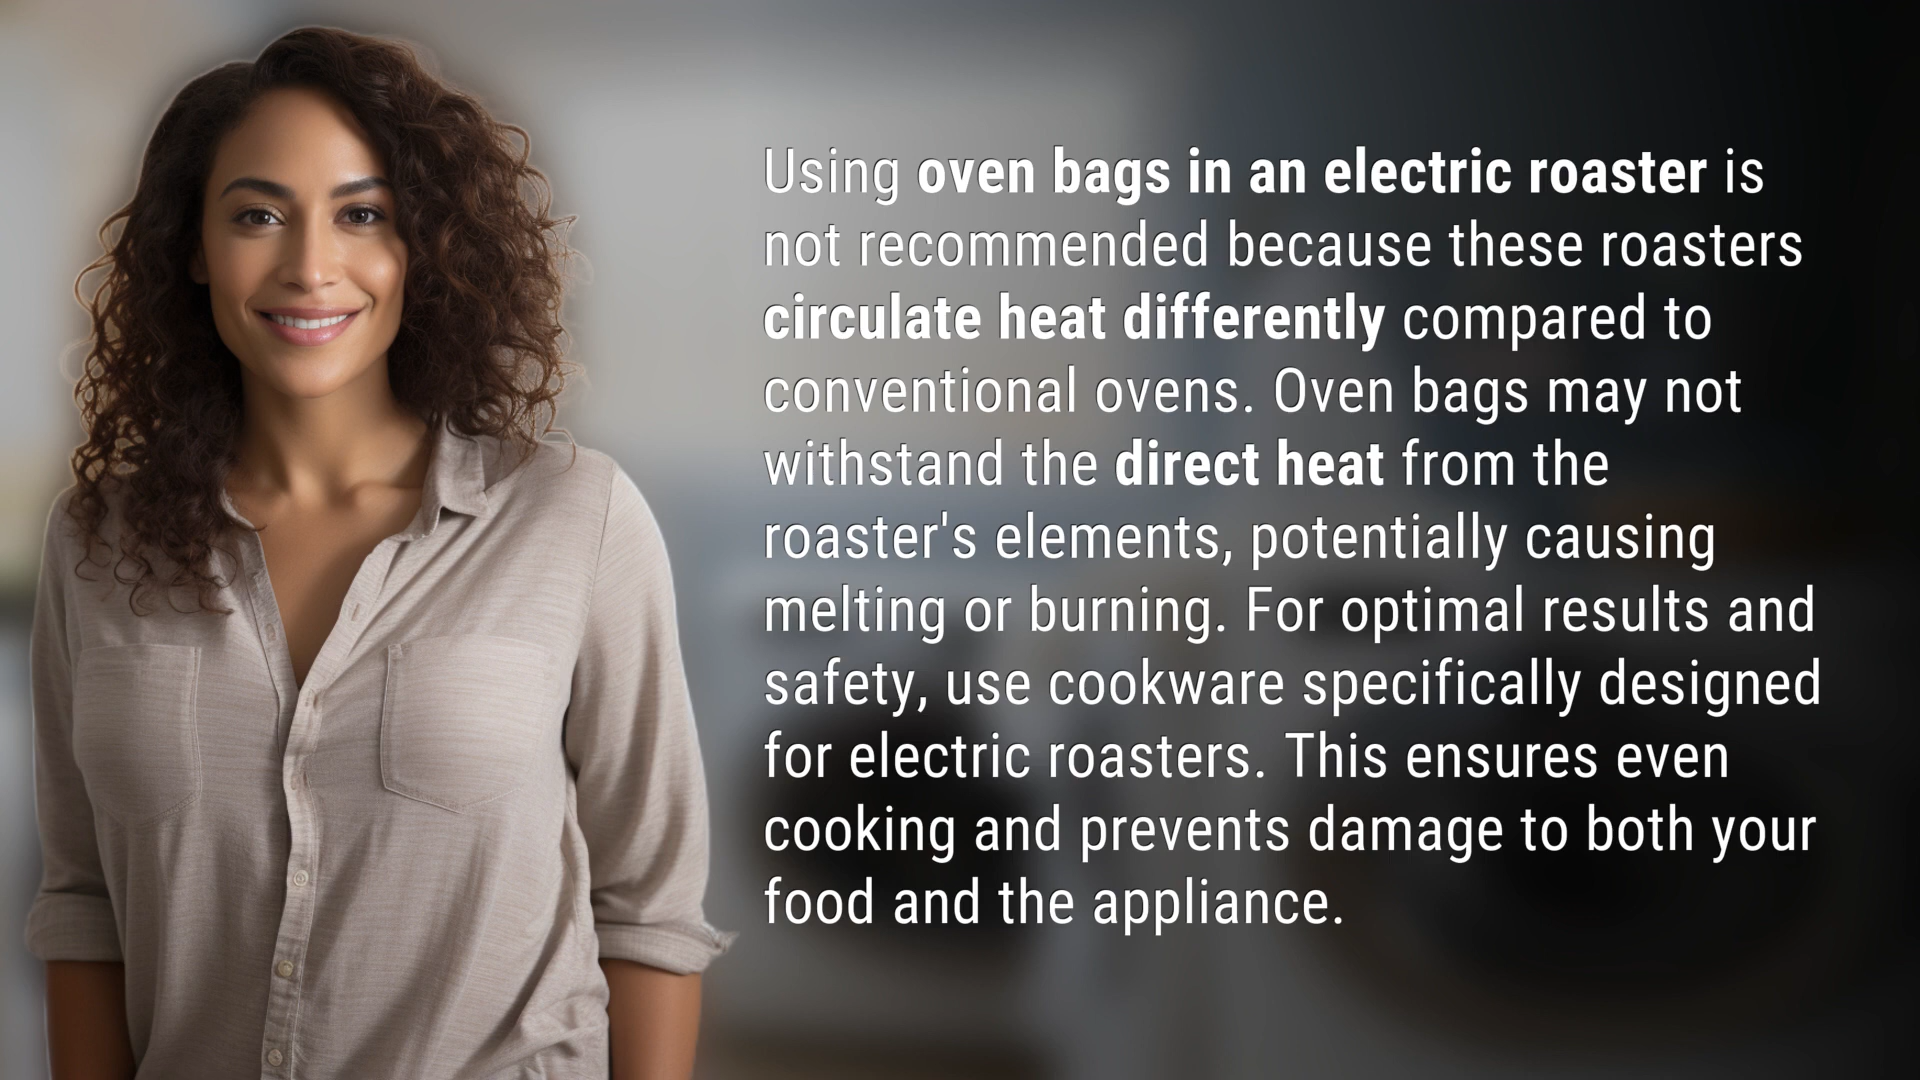 Using oven bags in an electric roaster is
not recommended because these roasters
circulate heat differently compared to
conventional ovens. Oven bags may not
withstand the direct heat from the
roaster's elements, potentially causing
melting or burning. For optimal results and
safety, use cookware specifically designed
for electric roasters. This ensures even
cooking and prevents damage to both your
food and the appliance.